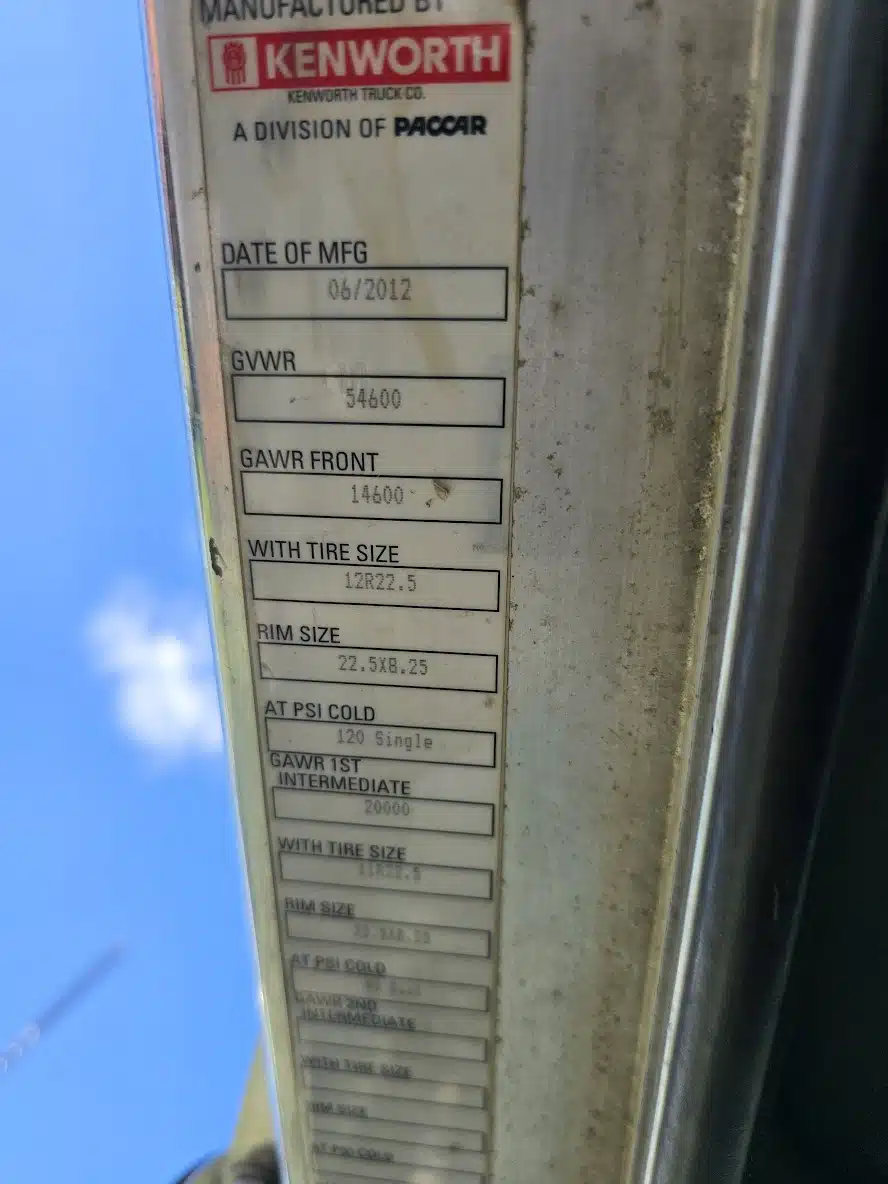 MANUFACTURED BY
KENWORTH
KENWORTH TRUCK CO.
A DIVISION OF PACCAR
DATE OF MFG
06/2012
GVWR
54600
GAWR FRONT
14600
WITH TIRE SIZE
12R22.5
RIM SIZE
22.5X8.25
AT PSI COLD
120 Single
GAWR 1ST
INTERMEDIATE
20000
WITH TIRE SIZE
11R22.5
RIM SIZE
AT PSI COLD
GAWR 2ND
INTERMEDIATE
WITH TIRE SIZE
RIM SIZE
AT PSI COLD